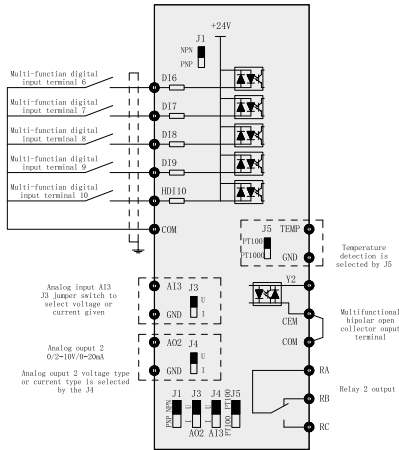 +24V
J1
NPN
PNP
Multi-function digital
input terminal 6
DI6
Multi-function digital
input terminal 7
DI7
Multi-function digital
input terminal 8
DI8
Multi-function digital
input terminal 9
DI9
Multi-function digital
input terminal 10
HDI10
COM
J5
TEMP
PT100
PT1000
GND
Temperature
detection is
selected by J5
Analog input AI3
J3 jumper switch to
select voltage or
current given
AI3
J3
U
I
GND
Y2
CEM
COM
Multifunctional
bipolar open
collector ouput
terminal
Analog ouput 2
0/2~10V/0~20mA
Analog ouput 2 voltage type
or current type is selected
by the J4
AO2
J4
U
I
GND
RA
RB
RC
Relay 2 output
J1
J3
J4
J5
PNP NPN
I U
I U
PT100 PT100
AO2
AI3